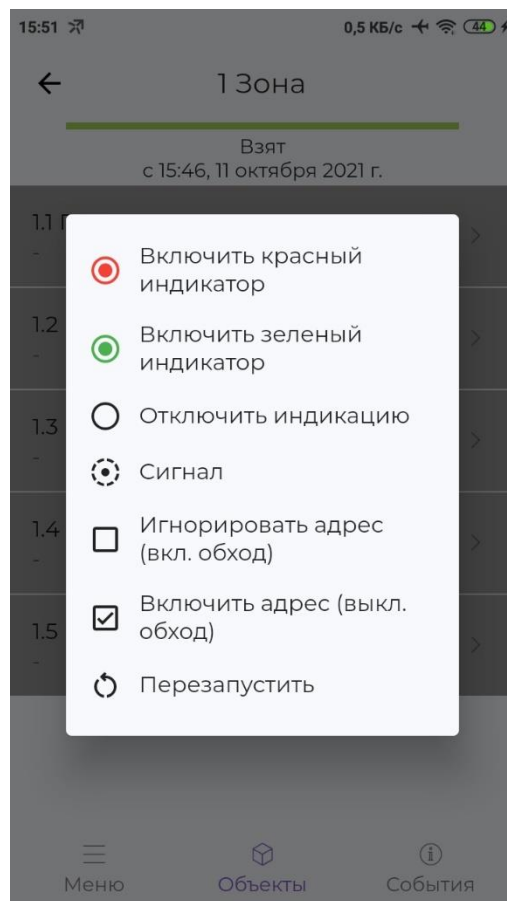 15:51 0,5 КБ/с 44
1 Зона
Взят
с 15:46, 11 октября 2021 г.
1.1
-
Включить красный
индикатор
1.2
-
Включить зеленый
индикатор
1.3
-
Отключить индикацию
Сигнал
1.4
-
Игнорировать адрес
(вкл. обход)
1.5
-
Включить адрес (выкл.
обход)
Перезапустить
Меню Объекты События